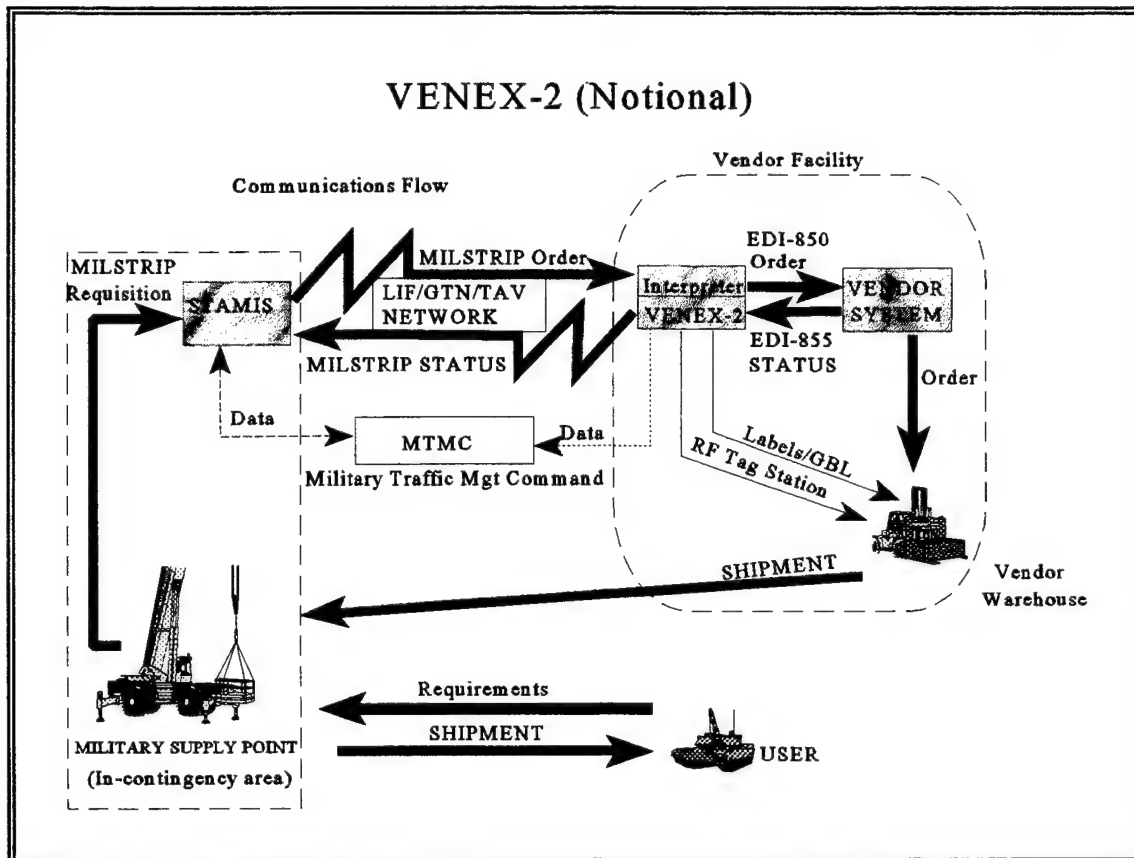 VENEX-2 (Notional)
Vendor Facility
Communications Flow
MILSTRIP
Requisition
STAMIS
MILSTRIP Order
LIF/GTN/TAV
NETWORK
MILSTRIP STATUS
Interpreter
VENEX-2
EDI-850
Order
VENDOR
SYSTEM
EDI-855
STATUS
Order
Data
MTMC
Data
Military Traffic Mgt Command
Labels/GBL
RF Tag Station
SHIPMENT
Vendor
Warehouse
Requirements
SHIPMENT
MILITARY SUPPLY POINT
(In-contingency area)
USER